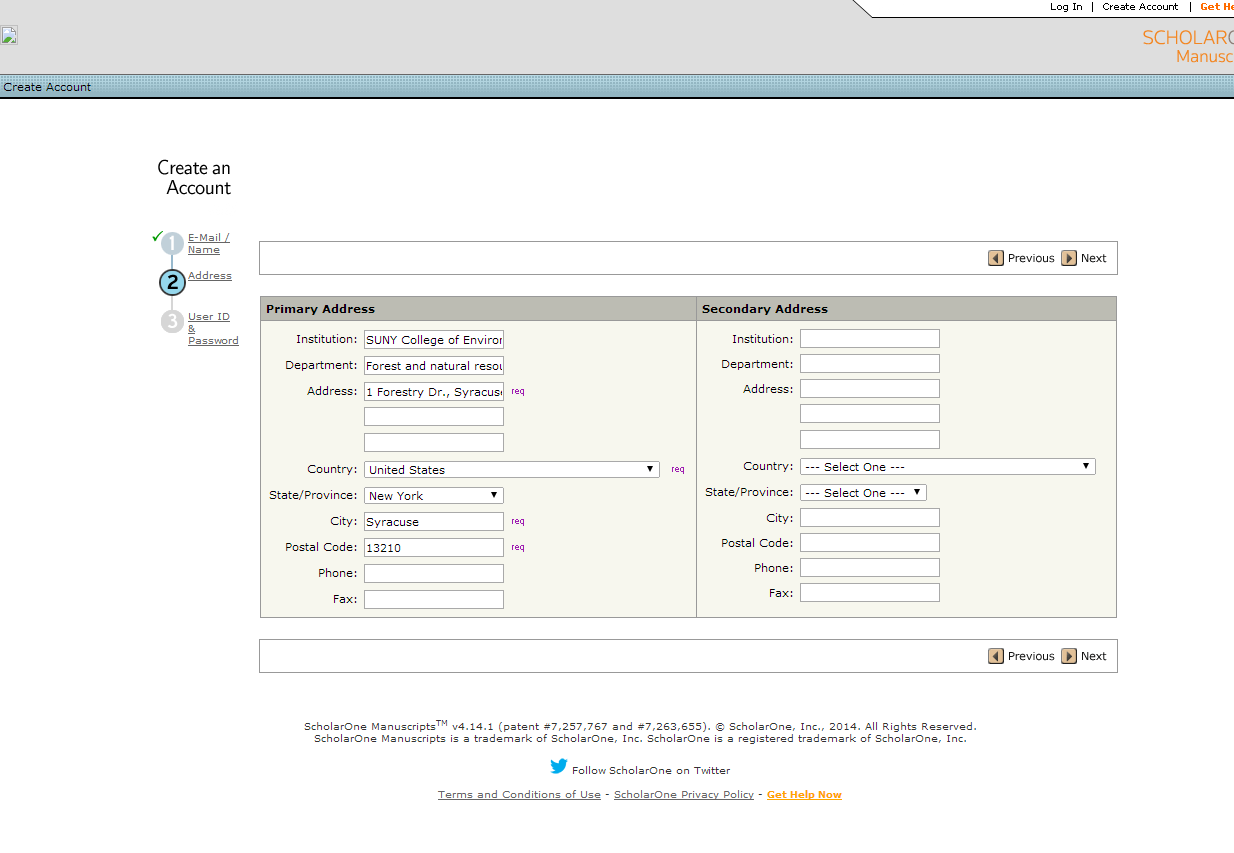 Log In | Create Account | Get
SCHOLAR
Manusc
Create Account
Create an
Account
1 E-Mail /
Name
2 Address
3 User ID
&
Password
Previous Next
Primary Address
Institution: SUNY College of Environ
Department: Forest and natural resou
Address: 1 Forestry Dr., Syracuse req
Country: United States req
State/Province: New York
City: Syracuse req
Postal Code: 13210 req
Phone:
Fax:
Secondary Address
Institution:
Department:
Address:
Country: --- Select One ---
State/Province: --- Select One ---
City:
Postal Code:
Phone:
Fax:
Previous Next
ScholarOne Manuscripts™ v4.14.1 (patent #7,257,767 and #7,263,655). © ScholarOne, Inc., 2014. All Rights Reserved.
ScholarOne Manuscripts is a trademark of ScholarOne, Inc. ScholarOne is a registered trademark of ScholarOne, Inc.
Follow ScholarOne on Twitter
Terms and Conditions of Use - ScholarOne Privacy Policy - Get Help Now